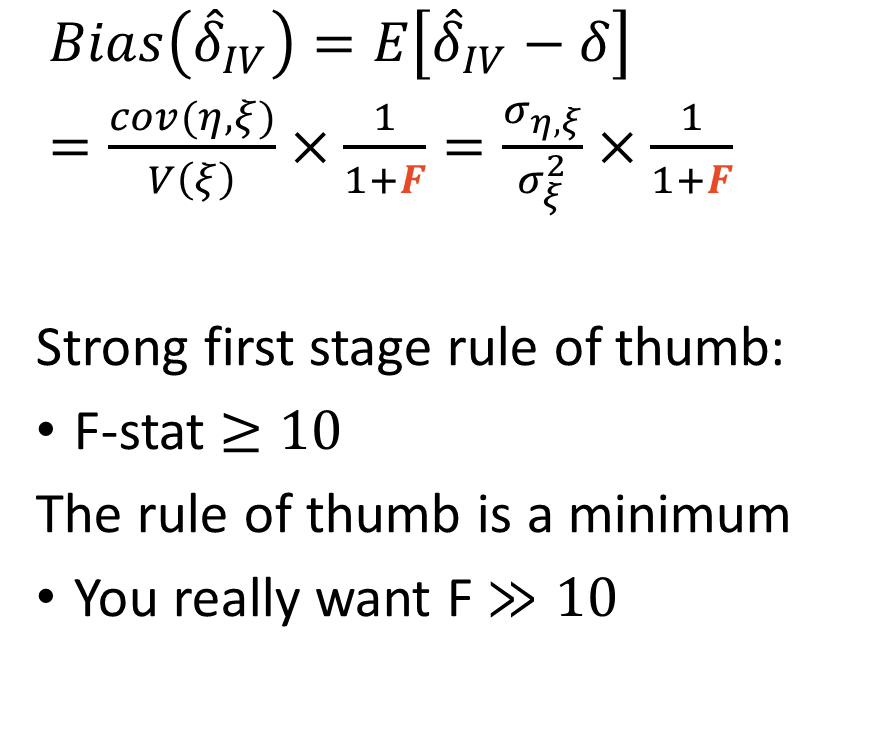 Bias(δ̂_IV) = E[δ̂_IV − δ]
= cov(η,ξ)/V(ξ) × 1/(1+F) = σ_η,ξ/σ²_ξ × 1/(1+F)
Strong first stage rule of thumb:
• F-stat ≥ 10
The rule of thumb is a minimum
• You really want F ≫ 10